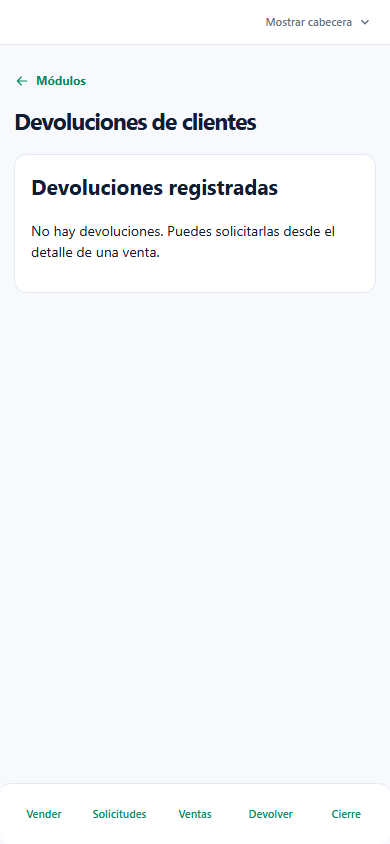 Mostrar cabecera
Módulos
Devoluciones de clientes
Devoluciones registradas
No hay devoluciones. Puedes solicitarlas desde el
detalle de una venta.
Vender
Solicitudes
Ventas
Devolver
Cierre